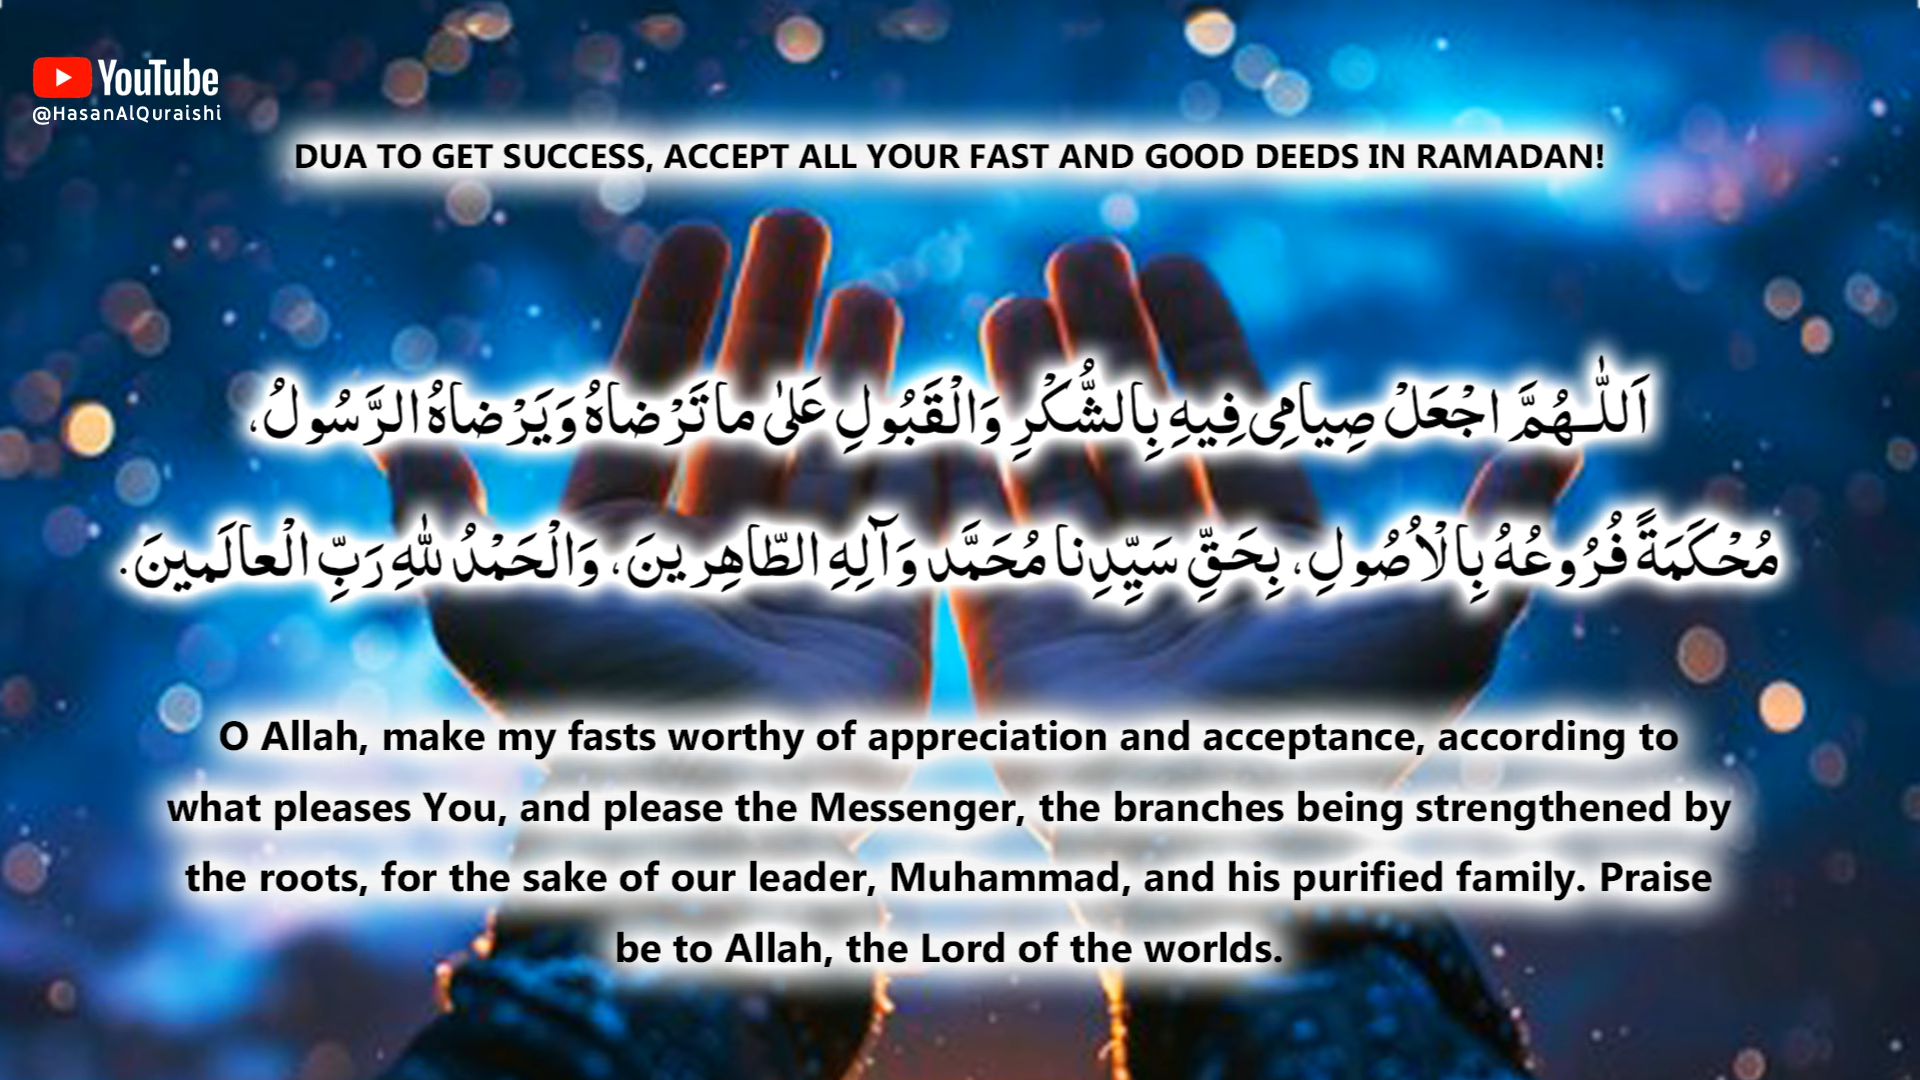 YouTube
@HasanAlQuraishi
DUA TO GET SUCCESS, ACCEPT ALL YOUR FAST AND GOOD DEEDS IN RAMADAN!
اَللّٰـهُمَّ اجْعَلْ صِيامِى فِيهِ بِالشُّكْرِ وَالْقَبُولِ عَلىٰ ما تَرْضاهُ وَيَرْضاهُ الرَّسُولُ،
مُحْكَمَةً فُرُوعُهُ بِالْاُصُولِ، بِحَقِّ سَيِّدِنا مُحَمَّد وَآلِهِ الطّاهِرينَ، وَالْحَمْدُ للهِ رَبِّ الْعالَمينَ.
O Allah, make my fasts worthy of appreciation and acceptance, according to
what pleases You, and please the Messenger, the branches being strengthened by
the roots, for the sake of our leader, Muhammad, and his purified family. Praise
be to Allah, the Lord of the worlds.